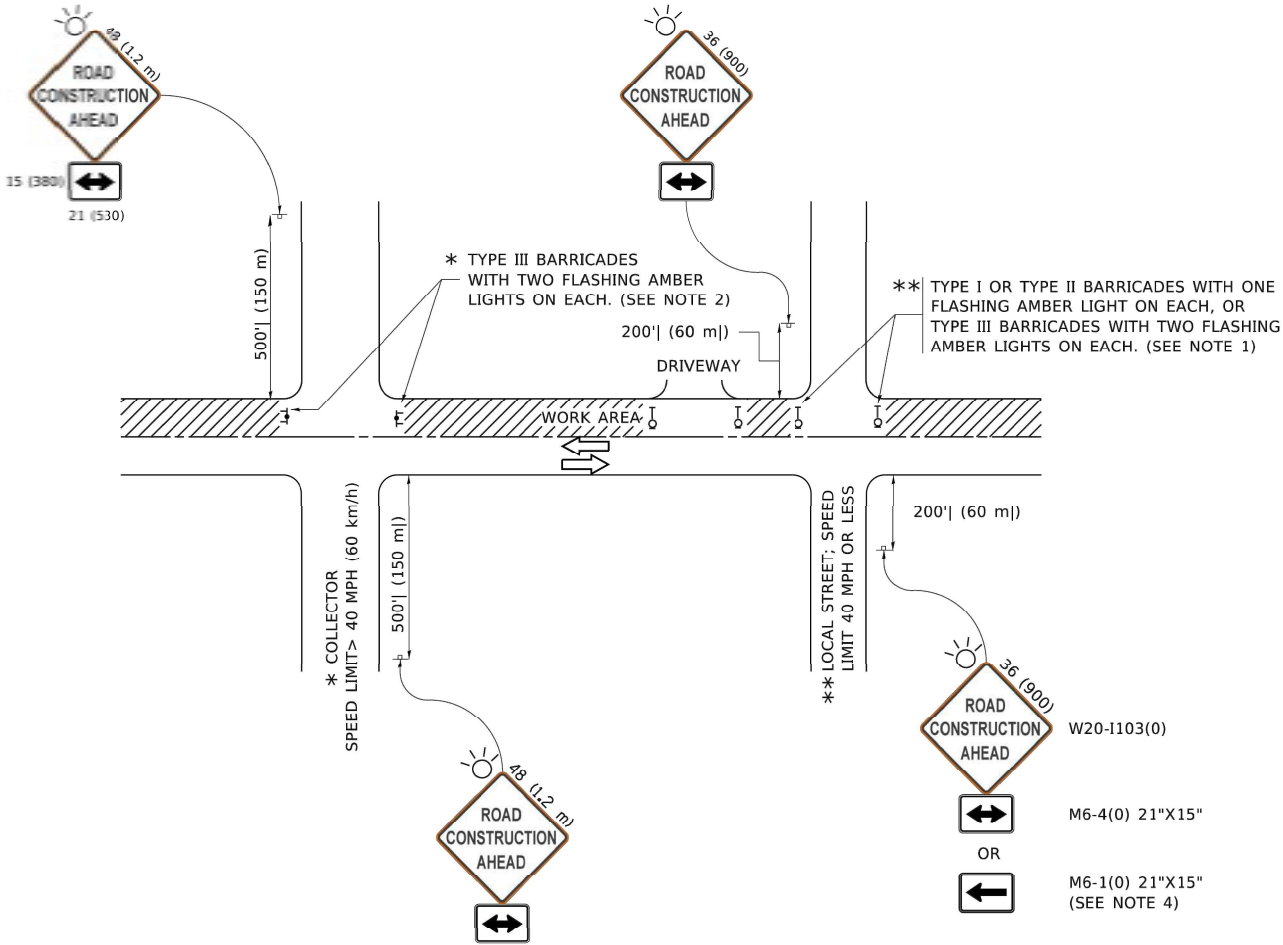 48 (1.2 m)
ROAD
CONSTRUCTION
AHEAD
15 (380)
21 (530)
36 (900)
ROAD
CONSTRUCTION
AHEAD
500'| (150 m)
* TYPE III BARRICADES
WITH TWO FLASHING AMBER
LIGHTS ON EACH. (SEE NOTE 2)
200'| (60 m|)
DRIVEWAY
** TYPE I OR TYPE II BARRICADES WITH ONE
FLASHING AMBER LIGHT ON EACH, OR
TYPE III BARRICADES WITH TWO FLASHING
AMBER LIGHTS ON EACH. (SEE NOTE 1)
WORK AREA
* COLLECTOR
SPEED LIMIT> 40 MPH (60 km/h)
500'| (150 m|)
** LOCAL STREET; SPEED
LIMIT 40 MPH OR LESS
200'| (60 m|)
48 (1.2 m)
ROAD
CONSTRUCTION
AHEAD
36 (900)
ROAD
CONSTRUCTION
AHEAD
W20-I103(0)
M6-4(0) 21"X15"
OR
M6-1(0) 21"X15"
(SEE NOTE 4)